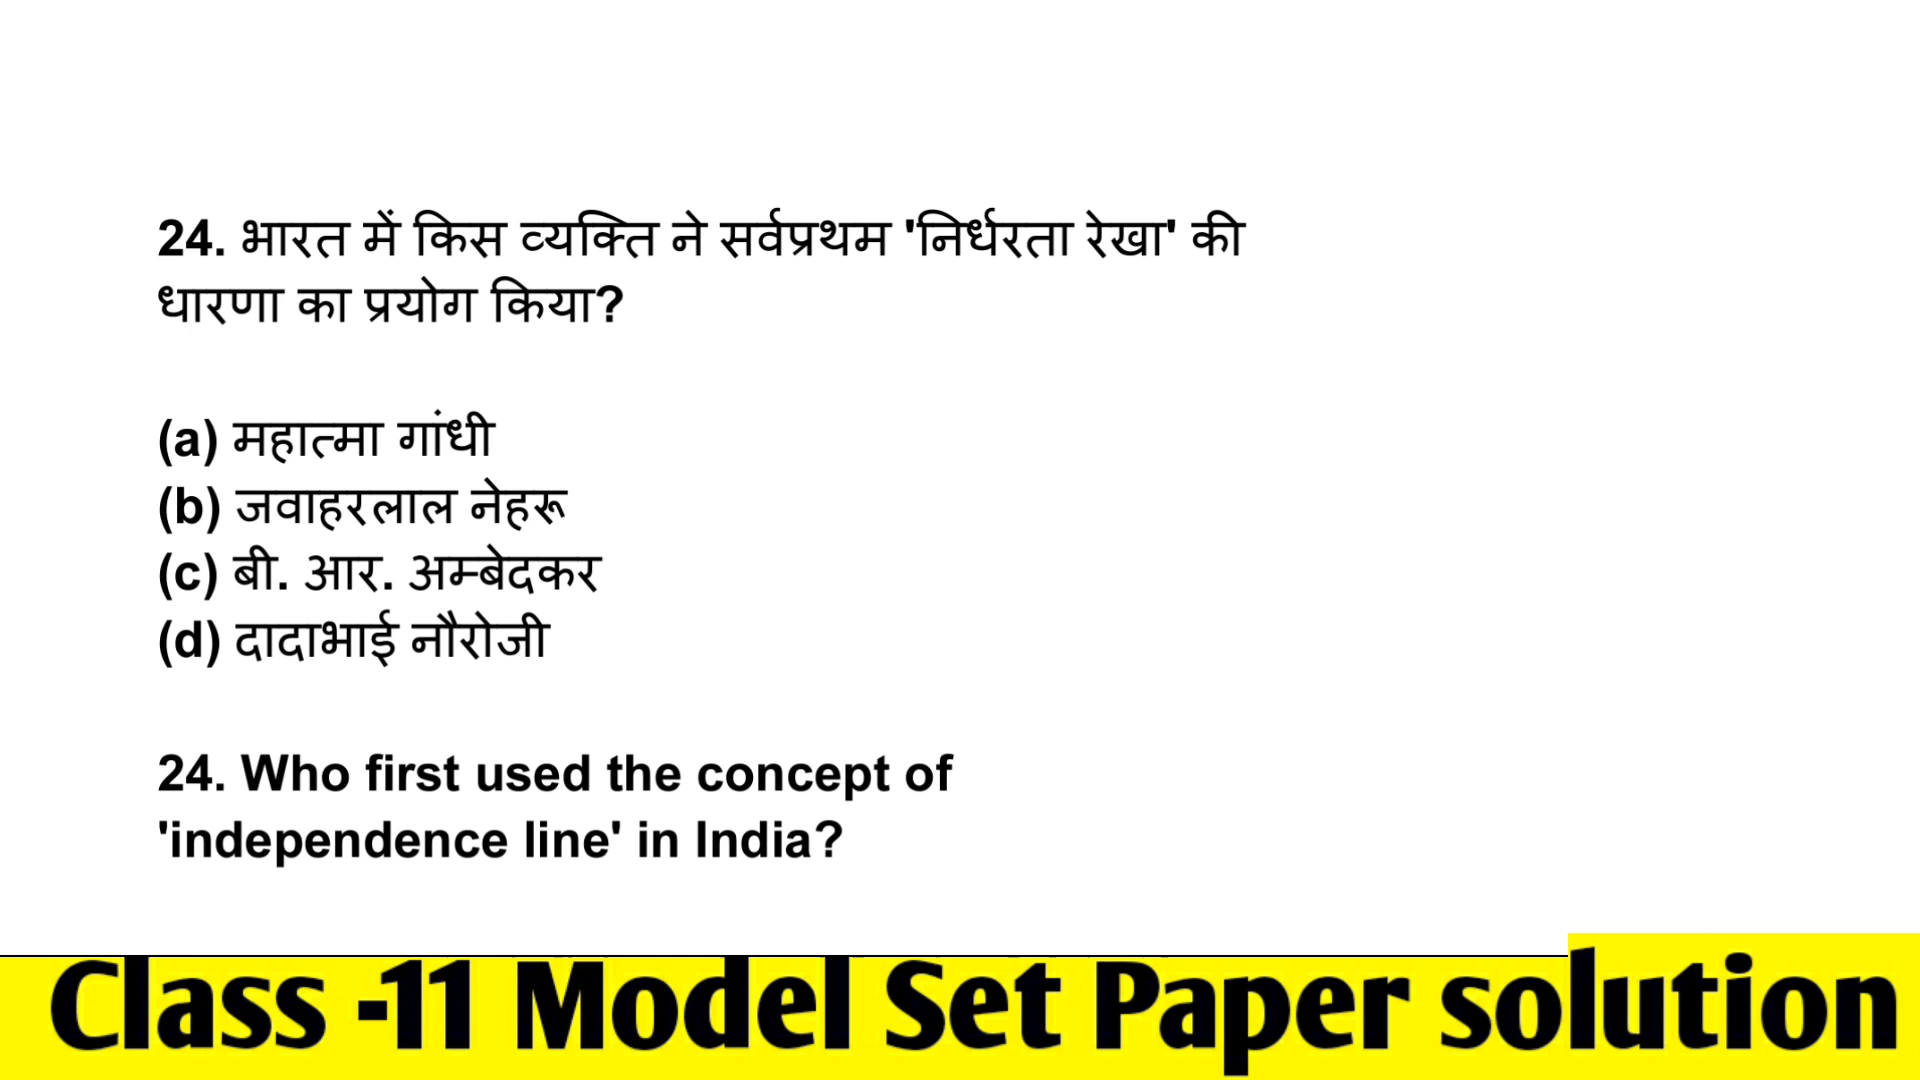 24. भारत में किस व्यक्ति ने सर्वप्रथम 'निर्धरता रेखा' की
धारणा का प्रयोग किया?
(a) महात्मा गांधी
(b) जवाहरलाल नेहरू
(c) बी. आर. अम्बेदकर
(d) दादाभाई नौरोजी
24. Who first used the concept of
'independence line' in India?
Class -11 Model Set Paper solution